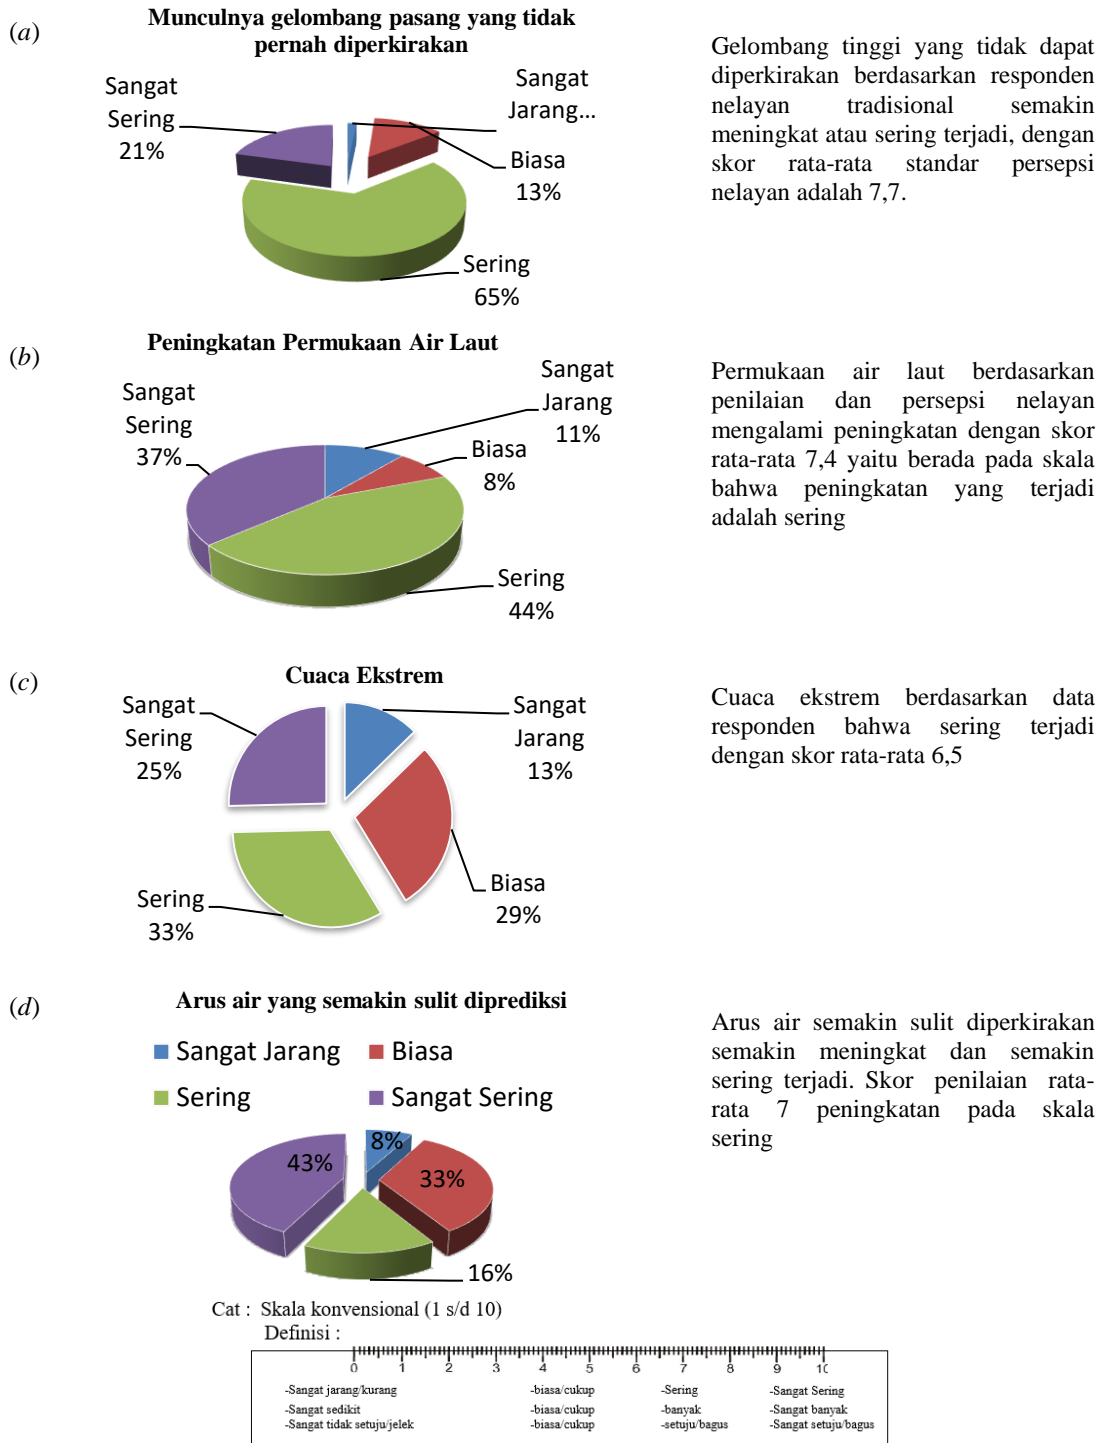 (a)
Munculnya gelombang pasang yang tidak
pernah diperkirakan
Sangat
Sering
21%
Sangat
Jarang...
Biasa
13%
Sering
65%
Gelombang tinggi yang tidak dapat
diperkirakan berdasarkan responden
nelayan tradisional semakin
meningkat atau sering terjadi, dengan
skor rata-rata standar persepsi
nelayan adalah 7,7.
(b)
Peningkatan Permukaan Air Laut
Sangat
Sering
37%
Sangat
Jarang
11%
Biasa
8%
Sering
44%
Permukaan air laut berdasarkan
penilaian dan persepsi nelayan
mengalami peningkatan dengan skor
rata-rata 7,4 yaitu berada pada skala
bahwa peningkatan yang terjadi
adalah sering
(c)
Cuaca Ekstrem
Sangat
Sering
25%
Sangat
Jarang
13%
Sering
33%
Biasa
29%
Cuaca ekstrem berdasarkan data
responden bahwa sering terjadi
dengan skor rata-rata 6,5
(d)
Arus air yang semakin sulit diprediksi
Sangat Jarang Biasa
Sering Sangat Sering
8%
43%
33%
16%
Arus air semakin sulit diperkirakan
semakin meningkat dan semakin
sering terjadi. Skor penilaian rata-
rata 7 peningkatan pada skala
sering
Cat : Skala konvensional (1 s/d 10)
Definisi :
0 1 2 3 4 5 6 7 8 9 10
-Sangat jarang/kurang -biasa/cukup -Sering -Sangat Sering
-Sangat sedikit -biasa/cukup -banyak -Sangat banyak
-Sangat tidak setuju/jelek -biasa/cukup -setuju/bagus -Sangat setuju/bagus